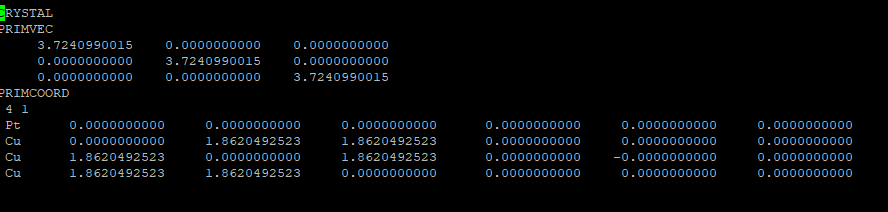 CRYSTAL
PRIMVEC
3.7240990015 0.0000000000 0.0000000000
0.0000000000 3.7240990015 0.0000000000
0.0000000000 0.0000000000 3.7240990015
PRIMCOORD
4 1
Pt 0.0000000000 0.0000000000 0.0000000000 0.0000000000 0.0000000000 0.0000000000
Cu 0.0000000000 1.8620492523 1.8620492523 0.0000000000 0.0000000000 0.0000000000
Cu 1.8620492523 0.0000000000 1.8620492523 0.0000000000 -0.0000000000 0.0000000000
Cu 1.8620492523 1.8620492523 0.0000000000 0.0000000000 0.0000000000 0.0000000000